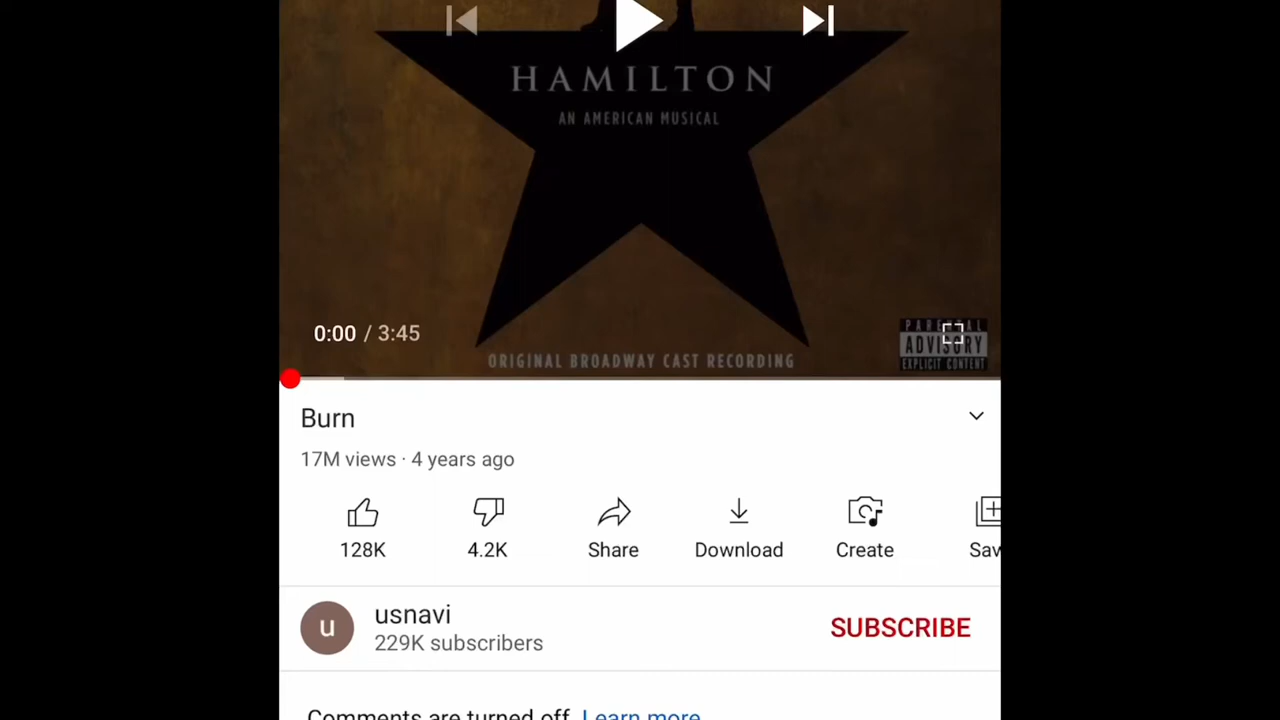 HAMILTON
AN AMERICAN MUSICAL
0:00 / 3:45
PARENTAL
ADVISORY
EXPLICIT CONTENT
ORIGINAL BROADWAY CAST RECORDING
Burn
17M views · 4 years ago
128K
4.2K
Share
Download
Create
Sav
u
usnavi
229K subscribers
SUBSCRIBE
Comments are turned off. Learn more